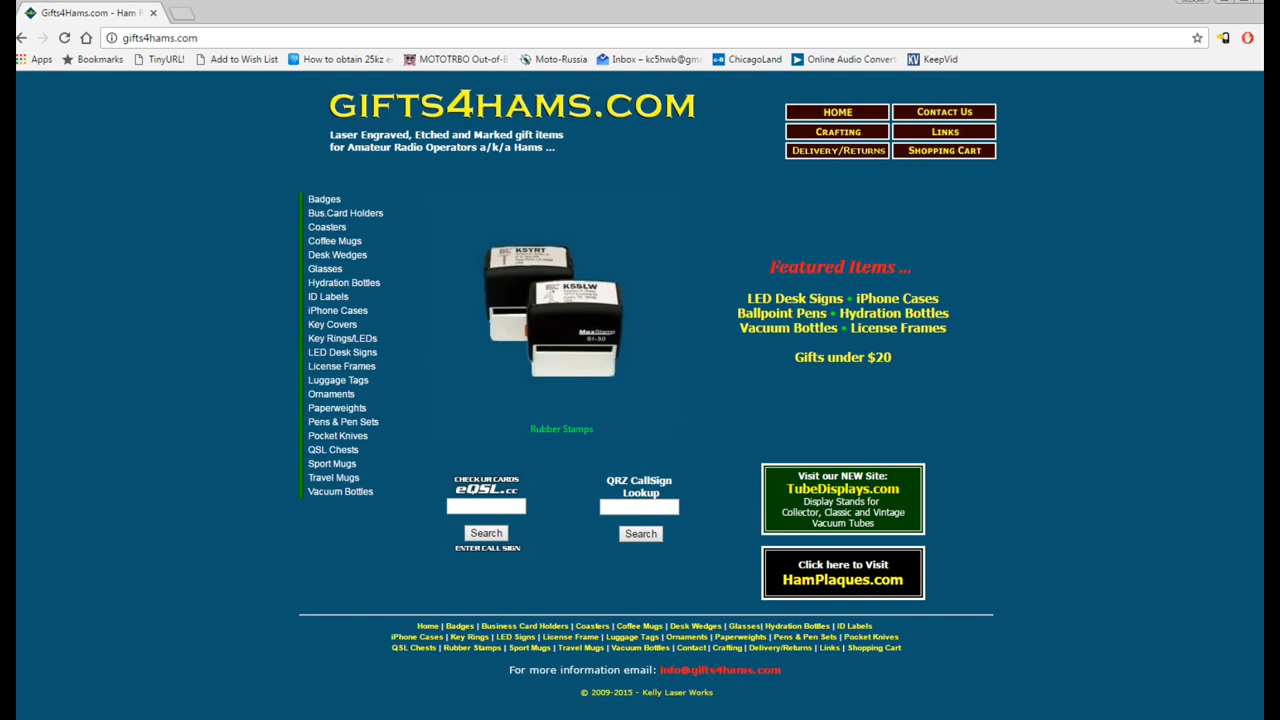 Gifts4Hams.com - Ham
gifts4hams.com
Apps Bookmarks TinyURL! Add to Wish List How to obtain 25kz MOTOTRBO Out-of-B Moto-Russia Inbox – kc5hwb@gm ChicagoLand Online Audio Convert KeepVid
GIFTS4HAMS.COM
Laser Engraved, Etched and Marked gift items
for Amateur Radio Operators a/k/a Hams ...
HOME CONTACT US
CRAFTING LINKS
DELIVERY/RETURNS SHOPPING CART
Badges
Bus.Card Holders
Coasters
Coffee Mugs
Desk Wedges
Glasses
Hydration Bottles
ID Labels
iPhone Cases
Key Covers
Key Rings/LEDs
LED Desk Signs
License Frames
Luggage Tags
Ornaments
Paperweights
Pens & Pen Sets
Pocket Knives
QSL Chests
Sport Mugs
Travel Mugs
Vacuum Bottles
K5YRT
K5SLW
MaxStamp
SI-30
Rubber Stamps
Featured Items ...
LED Desk Signs • iPhone Cases
Ballpoint Pens • Hydration Bottles
Vacuum Bottles • License Frames
Gifts under $20
CHECK UR CARDS
eQSL.cc
Search
ENTER CALL SIGN
QRZ CallSign
Lookup
Search
Visit our NEW Site:
TubeDisplays.com
Display Stands for
Collector, Classic and Vintage
Vacuum Tubes
Click here to Visit
HamPlaques.com
Home | Badges | Business Card Holders | Coasters | Coffee Mugs | Desk Wedges | Glasses| Hydration Bottles | ID Labels
iPhone Cases | Key Rings | LED Signs | License Frame | Luggage Tags | Ornaments | Paperweights | Pens & Pen Sets | Pocket Knives
QSL Chests | Rubber Stamps | Sport Mugs | Travel Mugs | Vacuum Bottles | Contact | Crafting | Delivery/Returns | Links | Shopping Cart
For more information email: info@gifts4hams.com
© 2009-2015 - Kelly Laser Works